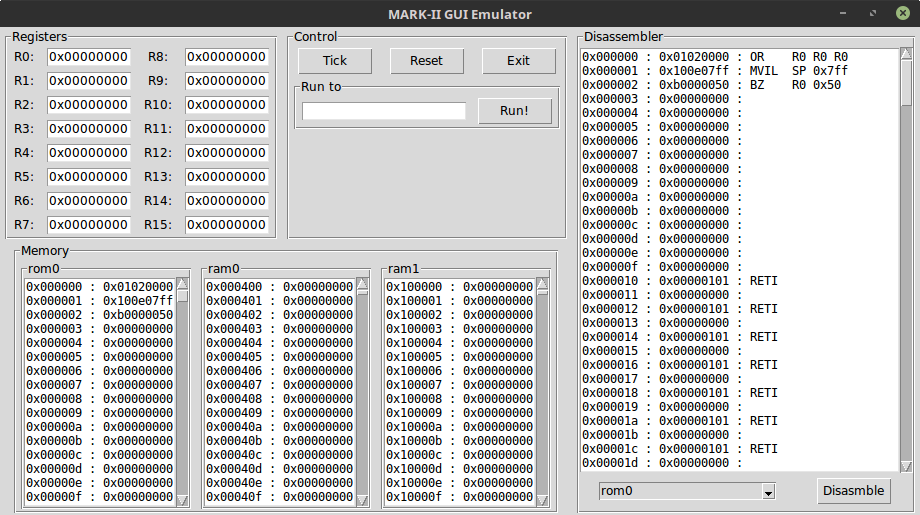 MARK-II GUI Emulator
Registers
R0: 0x00000000 R8: 0x00000000
R1: 0x00000000 R9: 0x00000000
R2: 0x00000000 R10: 0x00000000
R3: 0x00000000 R11: 0x00000000
R4: 0x00000000 R12: 0x00000000
R5: 0x00000000 R13: 0x00000000
R6: 0x00000000 R14: 0x00000000
R7: 0x00000000 R15: 0x00000000
Control
Tick Reset Exit
Run to
Run!
Memory
rom0
0x000000 : 0x01020000
0x000001 : 0x100e07ff
0x000002 : 0xb0000050
0x000003 : 0x00000000
0x000004 : 0x00000000
0x000005 : 0x00000000
0x000006 : 0x00000000
0x000007 : 0x00000000
0x000008 : 0x00000000
0x000009 : 0x00000000
0x00000a : 0x00000000
0x00000b : 0x00000000
0x00000c : 0x00000000
0x00000d : 0x00000000
0x00000e : 0x00000000
0x00000f : 0x00000000
ram0
0x000400 : 0x00000000
0x000401 : 0x00000000
0x000402 : 0x00000000
0x000403 : 0x00000000
0x000404 : 0x00000000
0x000405 : 0x00000000
0x000406 : 0x00000000
0x000407 : 0x00000000
0x000408 : 0x00000000
0x000409 : 0x00000000
0x00040a : 0x00000000
0x00040b : 0x00000000
0x00040c : 0x00000000
0x00040d : 0x00000000
0x00040e : 0x00000000
0x00040f : 0x00000000
ram1
0x100000 : 0x00000000
0x100001 : 0x00000000
0x100002 : 0x00000000
0x100003 : 0x00000000
0x100004 : 0x00000000
0x100005 : 0x00000000
0x100006 : 0x00000000
0x100007 : 0x00000000
0x100008 : 0x00000000
0x100009 : 0x00000000
0x10000a : 0x00000000
0x10000b : 0x00000000
0x10000c : 0x00000000
0x10000d : 0x00000000
0x10000e : 0x00000000
0x10000f : 0x00000000
Disassembler
0x000000 : 0x01020000 : OR R0 R0 R0
0x000001 : 0x100e07ff : MVIL SP 0x7ff
0x000002 : 0xb0000050 : BZ R0 0x50
0x000003 : 0x00000000 :
0x000004 : 0x00000000 :
0x000005 : 0x00000000 :
0x000006 : 0x00000000 :
0x000007 : 0x00000000 :
0x000008 : 0x00000000 :
0x000009 : 0x00000000 :
0x00000a : 0x00000000 :
0x00000b : 0x00000000 :
0x00000c : 0x00000000 :
0x00000d : 0x00000000 :
0x00000e : 0x00000000 :
0x00000f : 0x00000000 :
0x000010 : 0x00000101 : RETI
0x000011 : 0x00000000 :
0x000012 : 0x00000101 : RETI
0x000013 : 0x00000000 :
0x000014 : 0x00000101 : RETI
0x000015 : 0x00000000 :
0x000016 : 0x00000101 : RETI
0x000017 : 0x00000000 :
0x000018 : 0x00000101 : RETI
0x000019 : 0x00000000 :
0x00001a : 0x00000101 : RETI
0x00001b : 0x00000000 :
0x00001c : 0x00000101 : RETI
0x00001d : 0x00000000 :
rom0 Disasmble